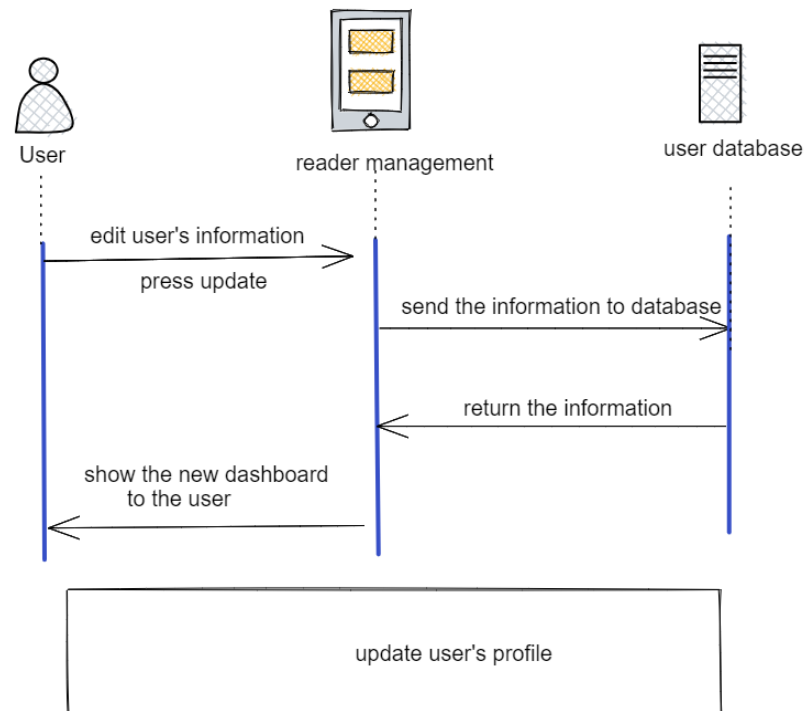 User
reader management
user database
edit user's information
press update
send the information to database
return the information
show the new dashboard
to the user
update user's profile